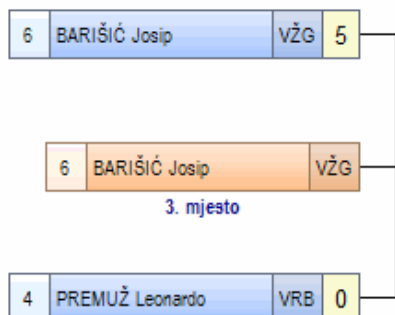 6 BARIŠIĆ Josip VŽG 5
6 BARIŠIĆ Josip VŽG
3. mjesto
4 PREMUŽ Leonardo VRB 0